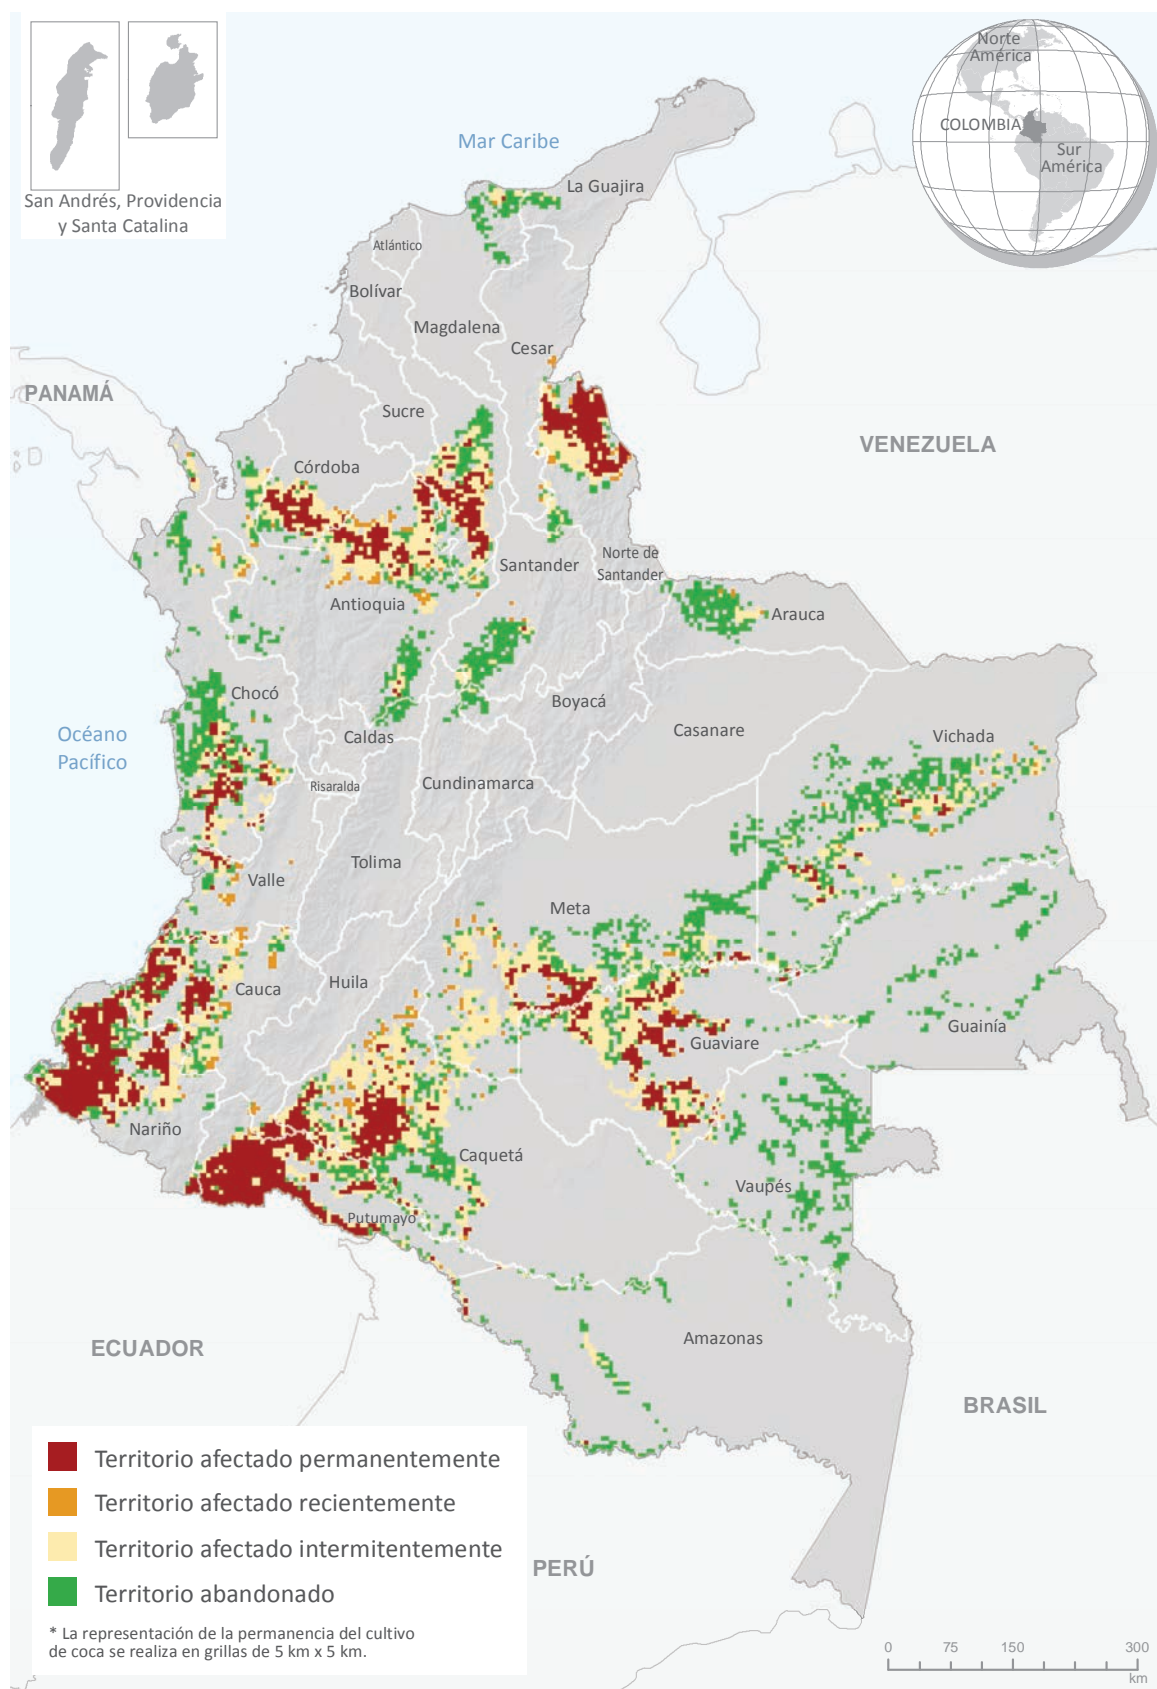 Norte
América
COLOMBIA
Sur
América
San Andrés, Providencia
y Santa Catalina
Mar Caribe
La Guajira
Atlántico
Bolívar
Magdalena
Cesar
PANAMÁ
Sucre
VENEZUELA
Córdoba
Norte de
Santander
Santander
Antioquia
Arauca
Chocó
Boyacá
Océano
Pacífico
Caldas
Casanare
Vichada
Risaralda
Cundinamarca
Tolima
Valle
Meta
Huila
Cauca
Guainía
Guaviare
Nariño
Caquetá
Vaupés
Putumayo
ECUADOR
Amazonas
BRASIL
PERÚ
Territorio afectado permanentemente
Territorio afectado recientemente
Territorio afectado intermitentemente
Territorio abandonado
* La representación de la permanencia del cultivo
de coca se realiza en grillas de 5 km x 5 km.
0 75 150 300
km